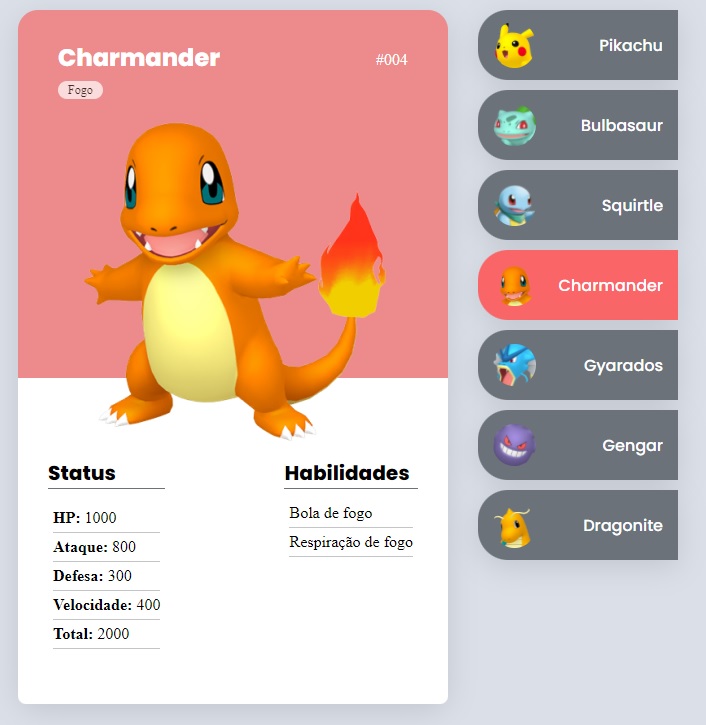 Charmander
#004
Fogo
Status
HP: 1000
Ataque: 800
Defesa: 300
Velocidade: 400
Total: 2000
Habilidades
Bola de fogo
Respiração de fogo
Pikachu
Bulbasaur
Squirtle
Charmander
Gyarados
Gengar
Dragonite